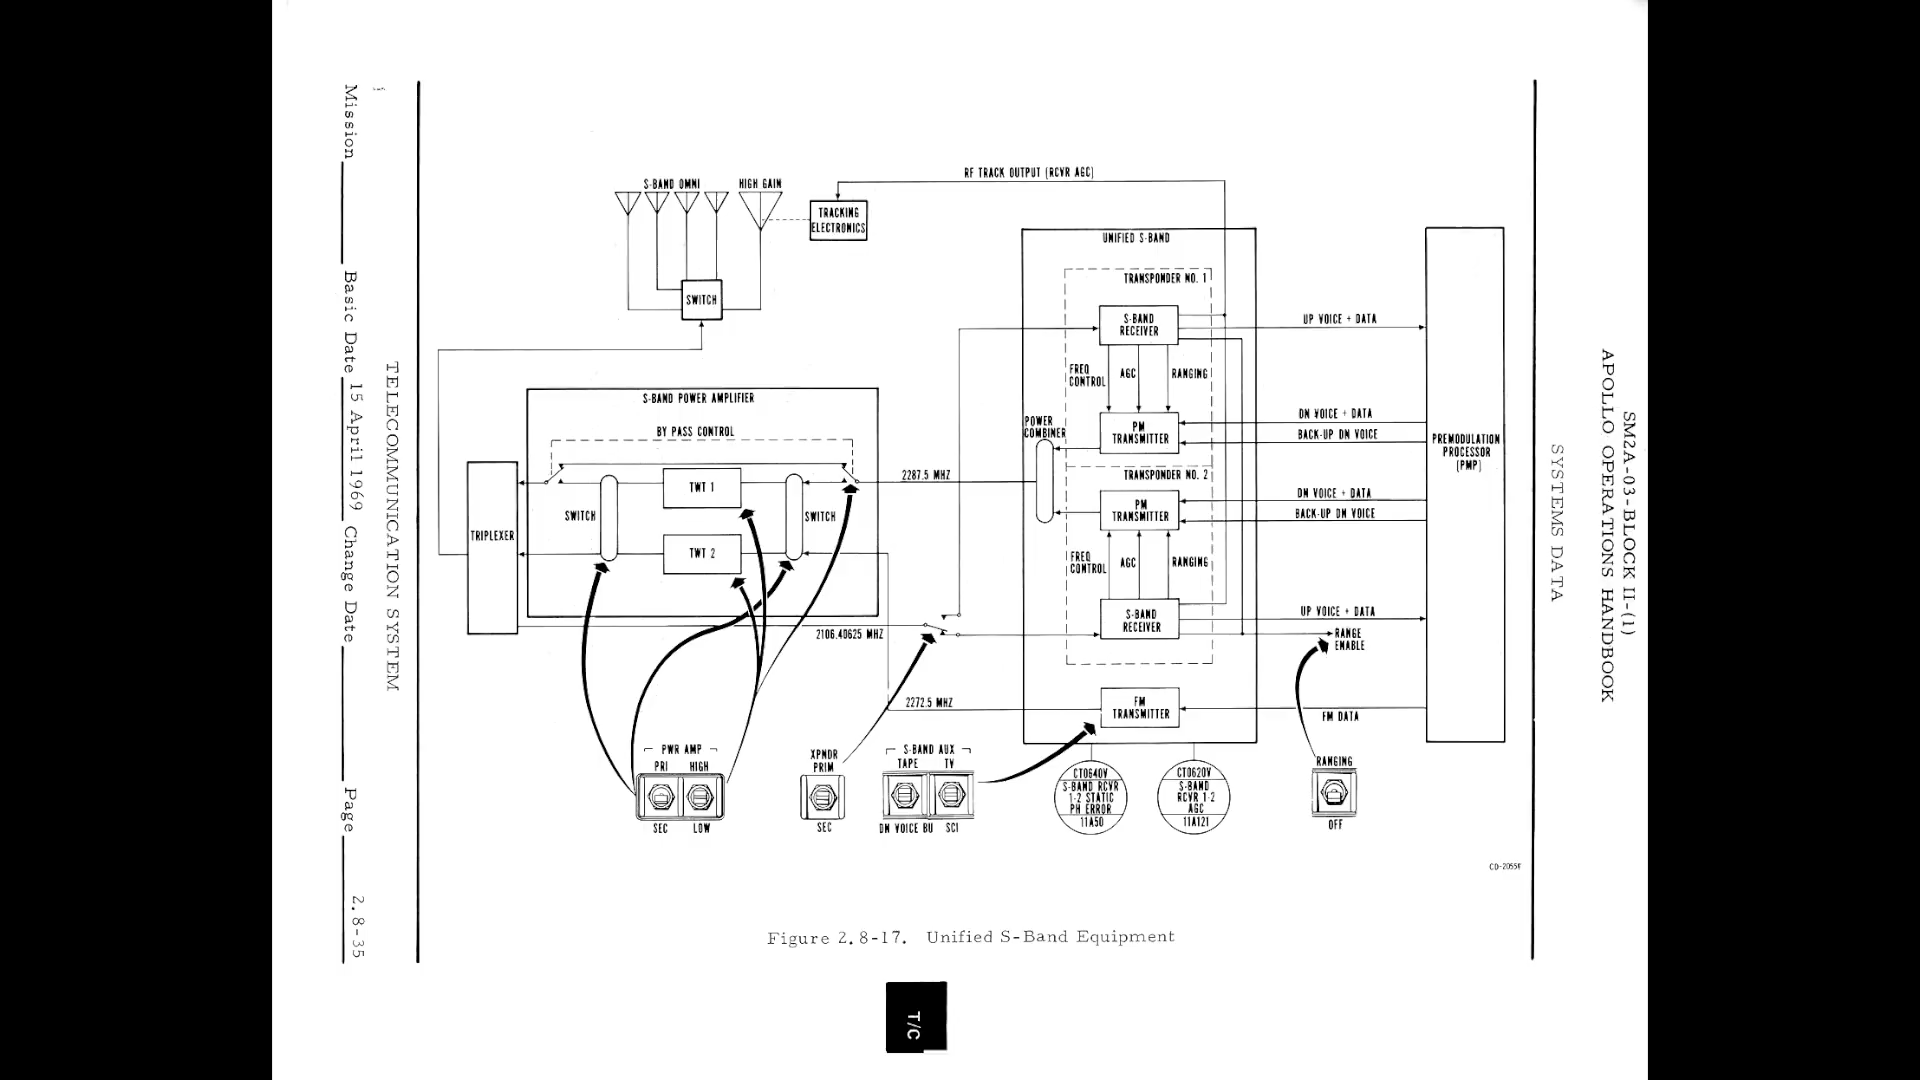 SM2A-03-BLOCK II-(1)
APOLLO OPERATIONS HANDBOOK
SYSTEMS DATA
S-BAND OMNI
HIGH GAIN
RF TRACK OUTPUT (RCVR AGC)
TRACKING
ELECTRONICS
SWITCH
UNIFIED S-BAND
TRANSPONDER NO. 1
S-BAND
RECEIVER
UP VOICE + DATA
FREQ
CONTROL
AGC
RANGING
POWER
COMBINER
PM
TRANSMITTER
DN VOICE + DATA
BACK-UP DN VOICE
PREMODULATION
PROCESSOR
(PMP)
TRANSPONDER NO. 2
PM
TRANSMITTER
DN VOICE + DATA
BACK-UP DN VOICE
FREQ
CONTROL
AGC
RANGING
S-BAND
RECEIVER
UP VOICE + DATA
RANGE
ENABLE
FM
TRANSMITTER
FM DATA
S-BAND POWER AMPLIFIER
BY PASS CONTROL
TWT 1
SWITCH
SWITCH
TWT 2
TRIPLEXER
2287.5 MHZ
2106.40625 MHZ
2272.5 MHZ
PWR AMP
PRI HIGH
SEC LOW
XPNDR
PRIM
SEC
S-BAND AUX
TAPE TV
DN VOICE BU SCI
CT0640V
S-BAND RCVR
1-2 STATIC
PH ERROR
11A50
CT0620V
S-BAND
RCVR 1-2
AGC
11A121
RANGING
OFF
CD-2055F
Figure 2.8-17. Unified S-Band Equipment
TELECOMMUNICATION SYSTEM
Mission Basic Date 15 April 1969 Change Date Page 2.8-35
T/C